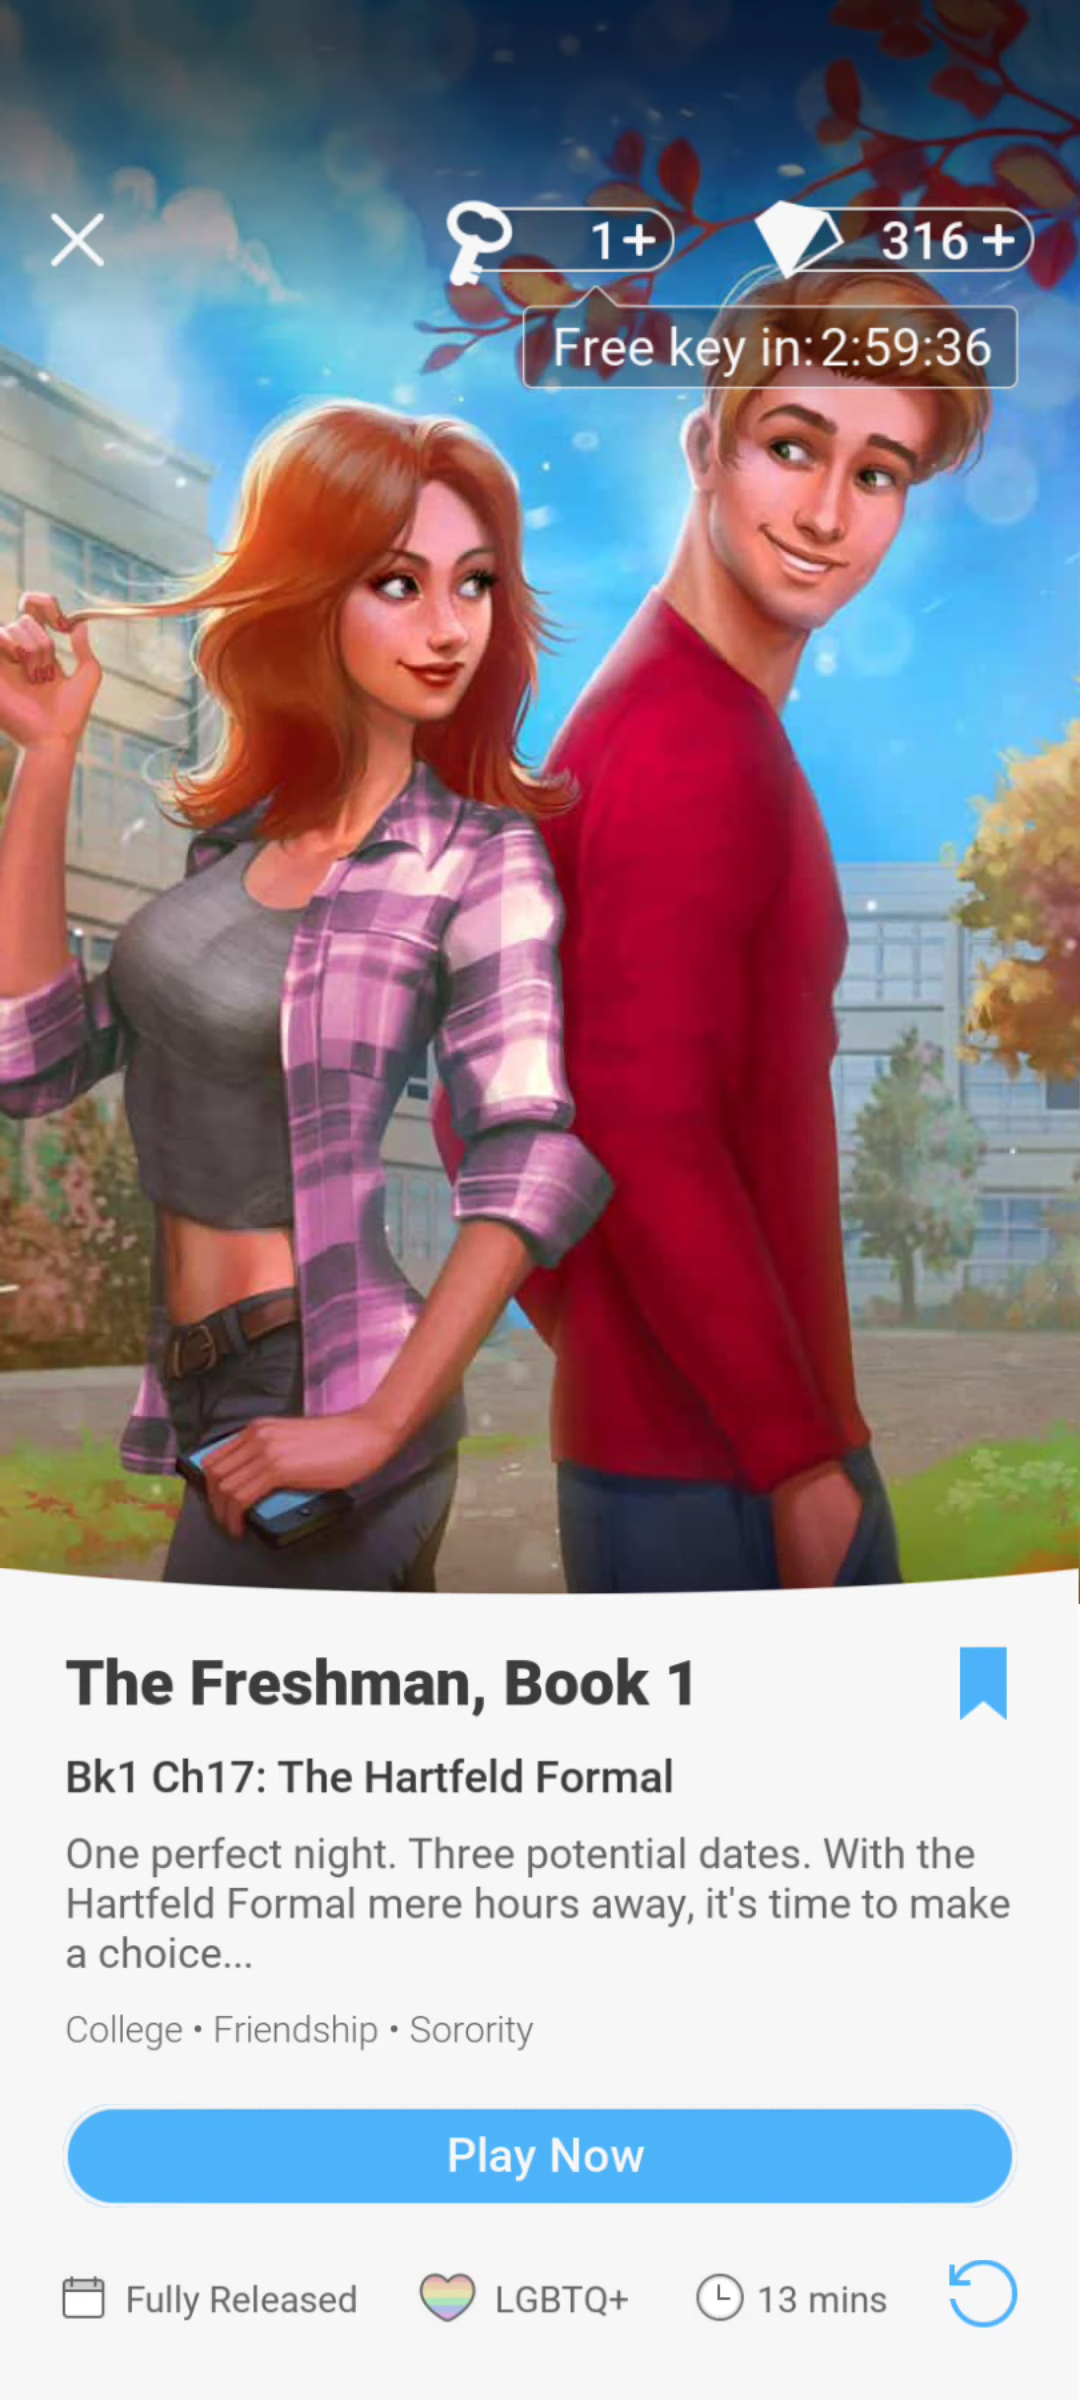 1+
316 +
Free key in: 2:59:36
The Freshman, Book 1
Bk1 Ch17: The Hartfeld Formal
One perfect night. Three potential dates. With the
Hartfeld Formal mere hours away, it's time to make
a choice...
College • Friendship • Sorority
Play Now
Fully Released
LGBTQ+
13 mins